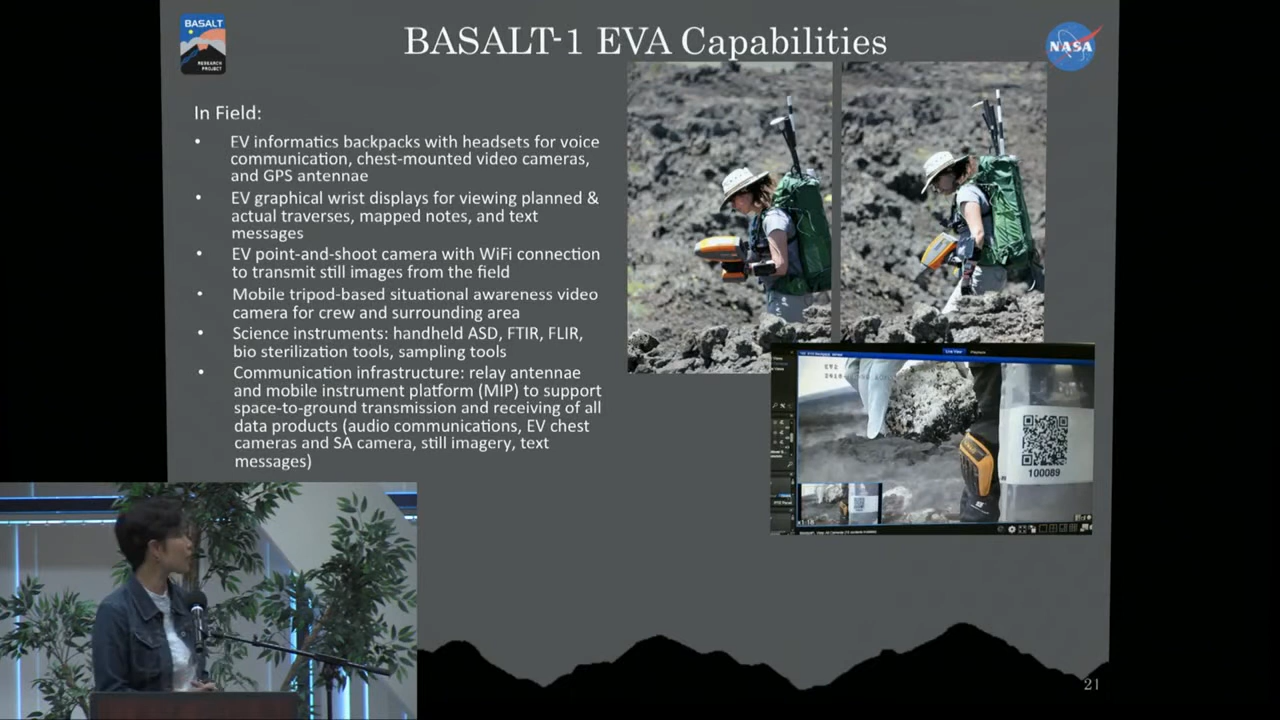 BASALT
RESEARCH
PROJECT
BASALT-1 EVA Capabilities
NASA
In Field:
• EV informatics backpacks with headsets for voice
communication, chest-mounted video cameras,
and GPS antennae
• EV graphical wrist displays for viewing planned &
actual traverses, mapped notes, and text
messages
• EV point-and-shoot camera with WiFi connection
to transmit still images from the field
• Mobile tripod-based situational awareness video
camera for crew and surrounding area
• Science instruments: handheld ASD, FTIR, FLIR,
bio sterilization tools, sampling tools
• Communication infrastructure: relay antennae
and mobile instrument platform (MIP) to support
space-to-ground transmission and receiving of all
data products (audio communications, EV chest
cameras and SA camera, still imagery, text
messages)
Live View
Playback
EV2
100089
21